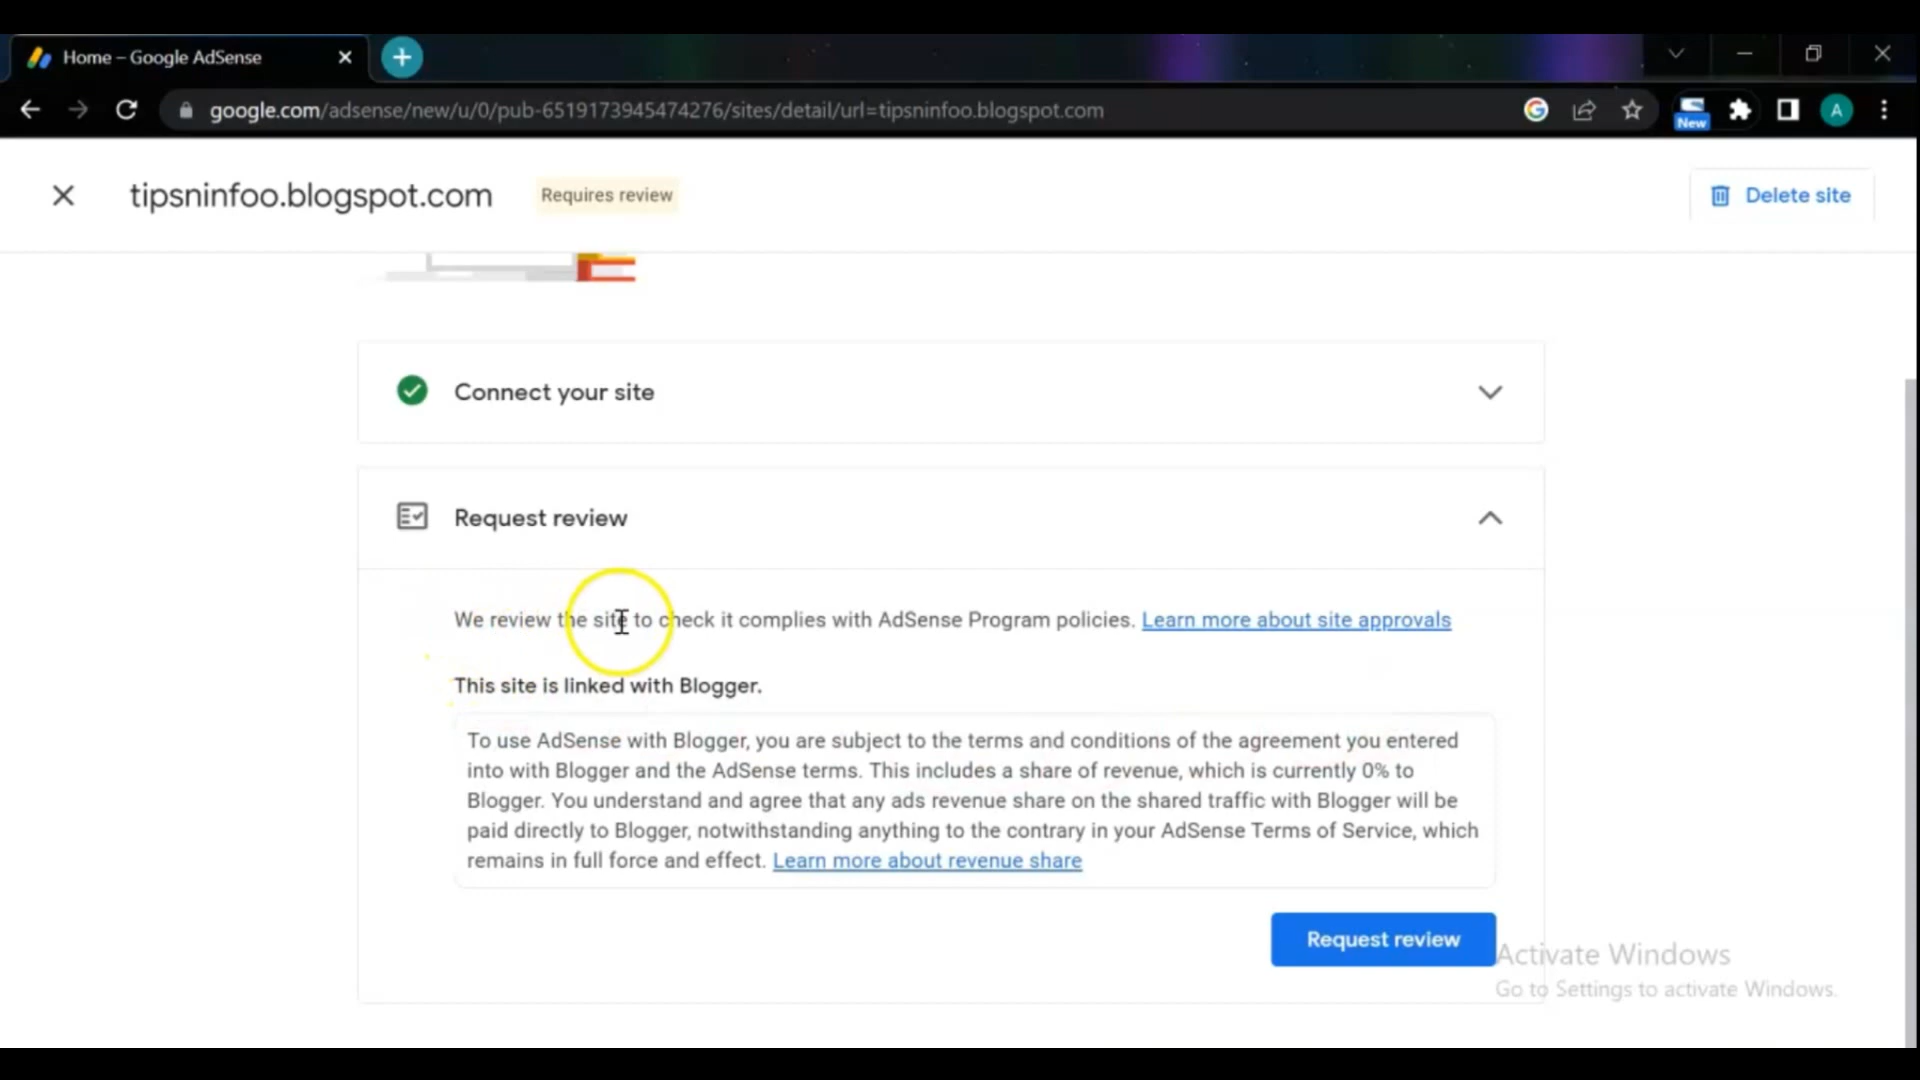 Home – Google AdSense
google.com/adsense/new/u/0/pub-6519173945474276/sites/detail/url=tipsninfoo.blogspot.com
New
A
tipsninfoo.blogspot.com
Requires review
Delete site
Connect your site
Request review
We review the site to check it complies with AdSense Program policies. Learn more about site approvals
This site is linked with Blogger.
To use AdSense with Blogger, you are subject to the terms and conditions of the agreement you entered
into with Blogger and the AdSense terms. This includes a share of revenue, which is currently 0% to
Blogger. You understand and agree that any ads revenue share on the shared traffic with Blogger will be
paid directly to Blogger, notwithstanding anything to the contrary in your AdSense Terms of Service, which
remains in full force and effect. Learn more about revenue share
Request review
Activate Windows
Go to Settings to activate Windows.